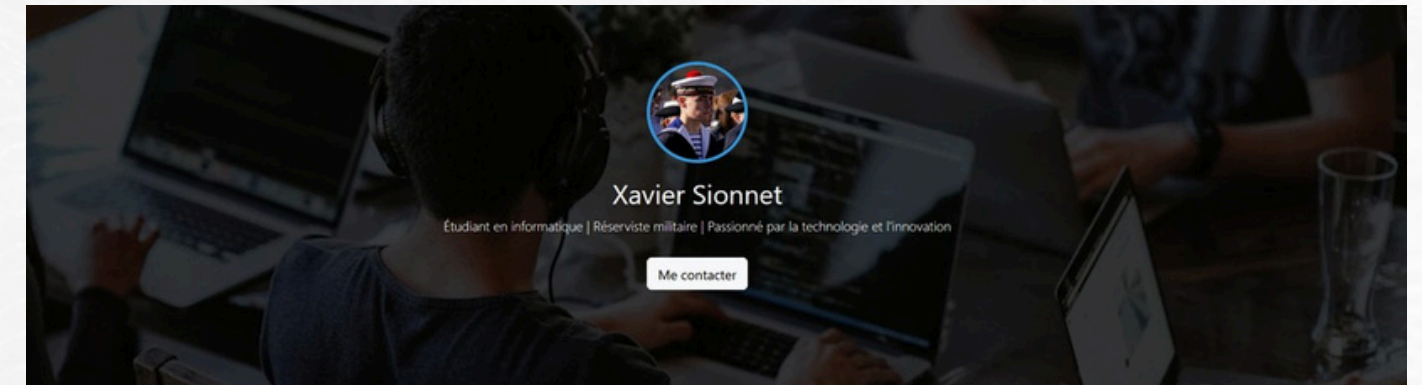 Xavier Sionnet
Étudiant en informatique | Réserviste militaire | Passionné par la technologie et l'innovation
Me contacter